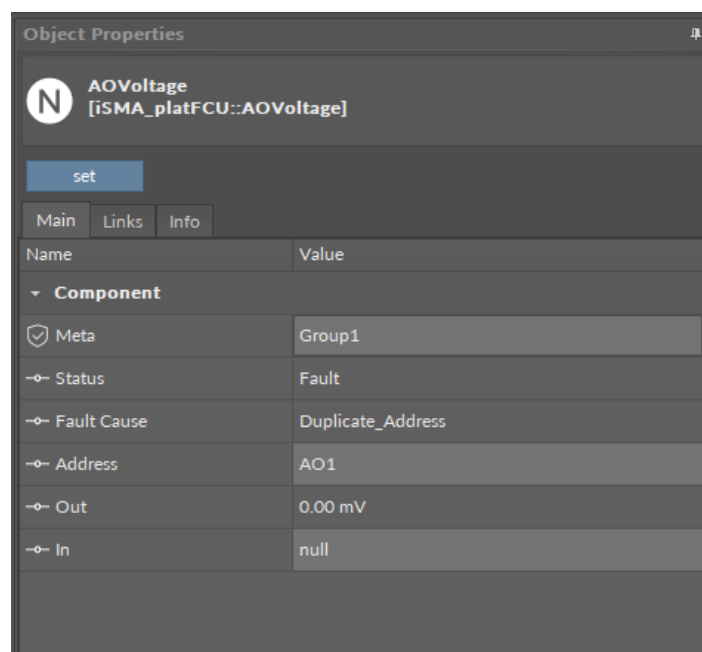 Object Properties
N
AOVoltage
[iSMA_platFCU::AOVoltage]
set
Main Links Info
Name Value
Component
Meta Group1
Status Fault
Fault Cause Duplicate_Address
Address AO1
Out 0.00 mV
In null